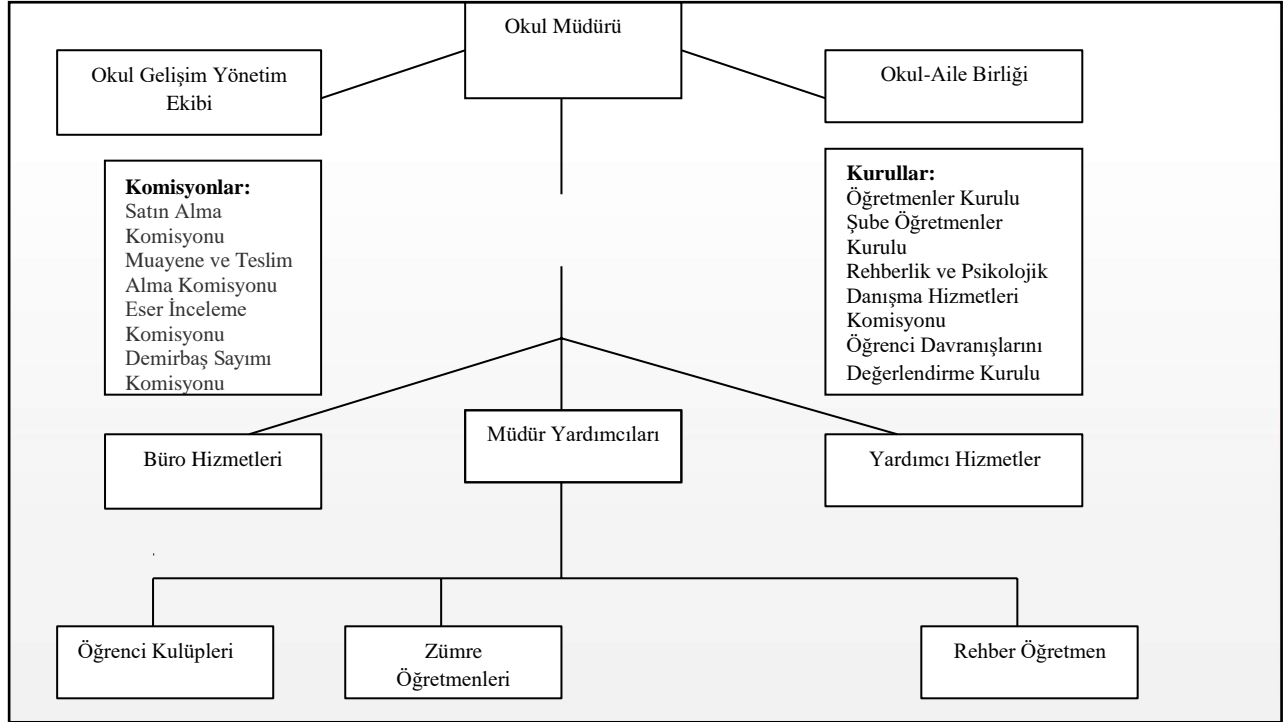 Okul Müdürü
Okul Gelişim Yönetim
Ekibi
Okul-Aile Birliği
Komisyonlar:
Satın Alma
Komisyonu
Muayene ve Teslim
Alma Komisyonu
Eser İnceleme
Komisyonu
Demirbaş Sayımı
Komisyonu
Kurullar:
Öğretmenler Kurulu
Şube Öğretmenler
Kurulu
Rehberlik ve Psikolojik
Danışma Hizmetleri
Komisyonu
Öğrenci Davranışlarını
Değerlendirme Kurulu
Büro Hizmetleri
Müdür Yardımcıları
Yardımcı Hizmetler
Öğrenci Kulüpleri
Zümre
Öğretmenleri
Rehber Öğretmen